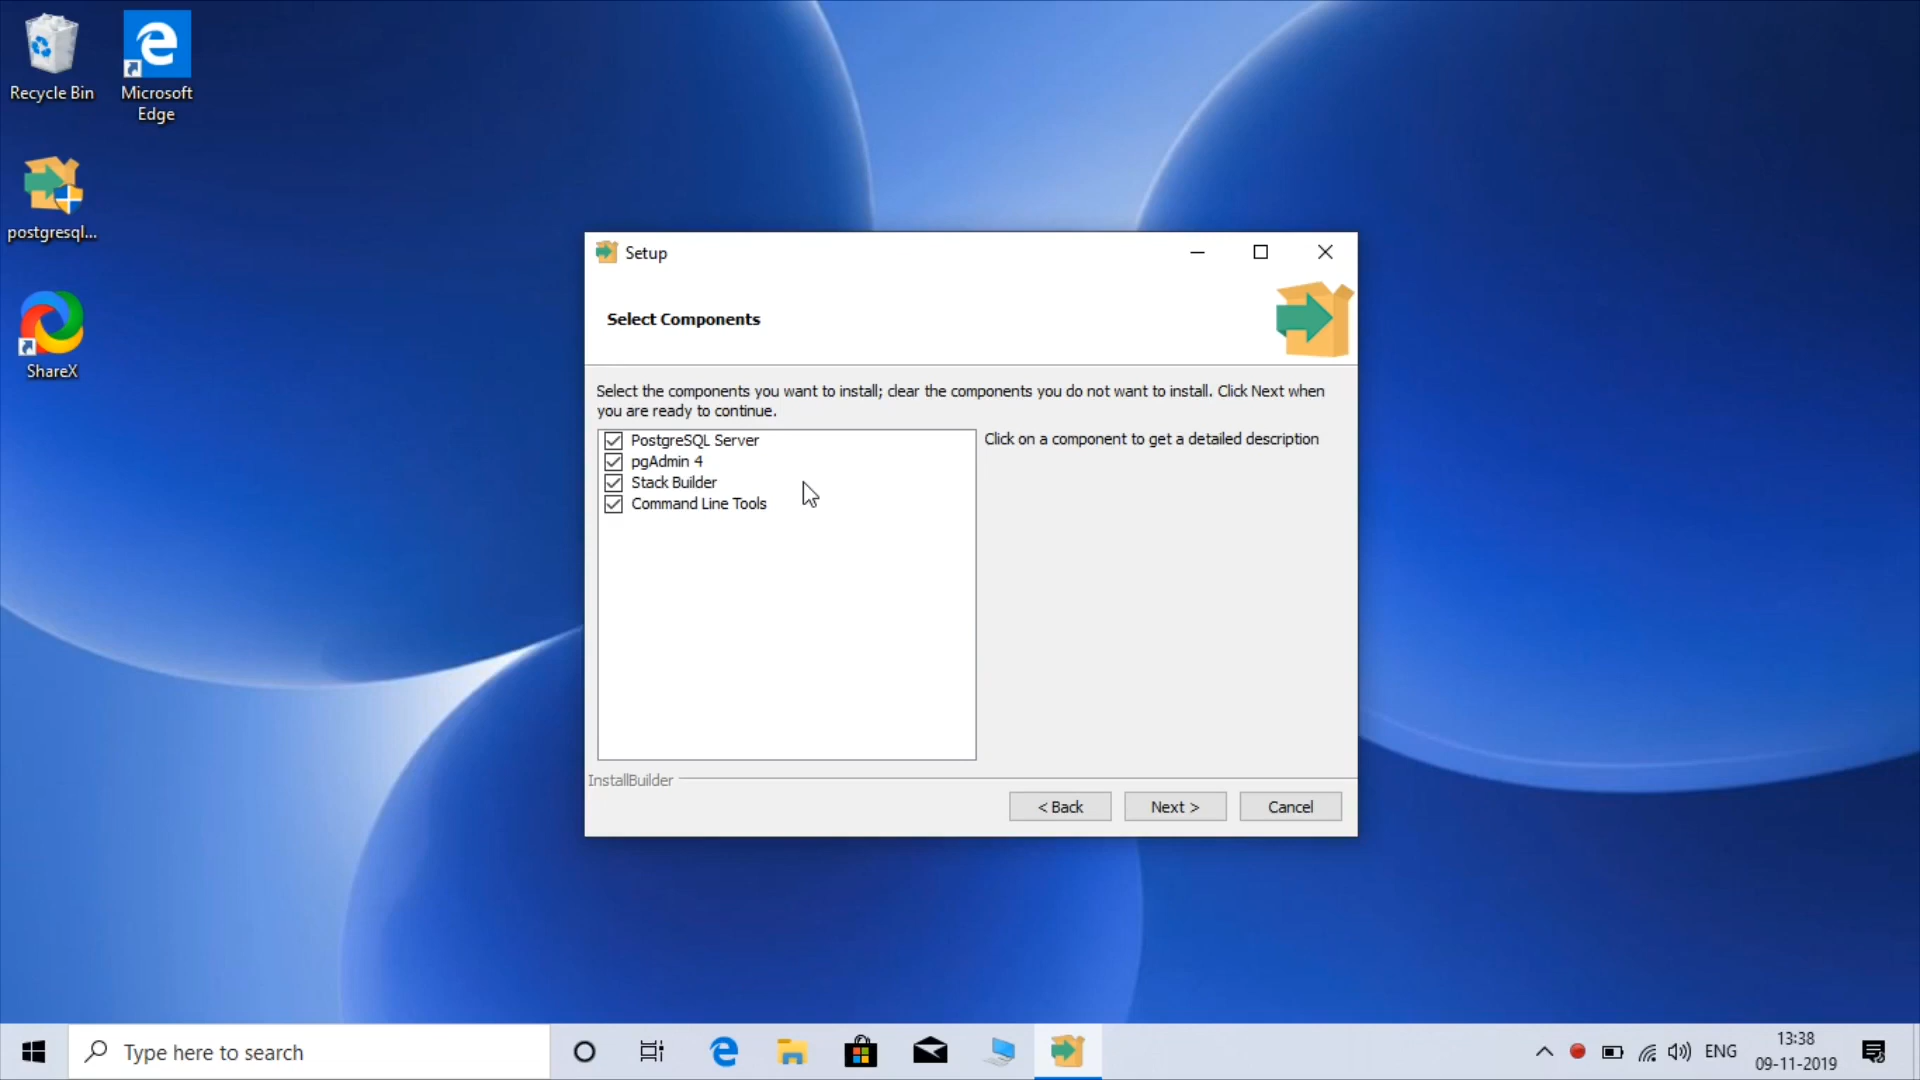 Recycle Bin
Microsoft
Edge
postgresql...
ShareX
Setup
Select Components
Select the components you want to install; clear the components you do not want to install. Click Next when
you are ready to continue.
PostgreSQL Server
pgAdmin 4
Stack Builder
Command Line Tools
Click on a component to get a detailed description
InstallBuilder
< Back
Next >
Cancel
Type here to search
ENG
13:38
09-11-2019